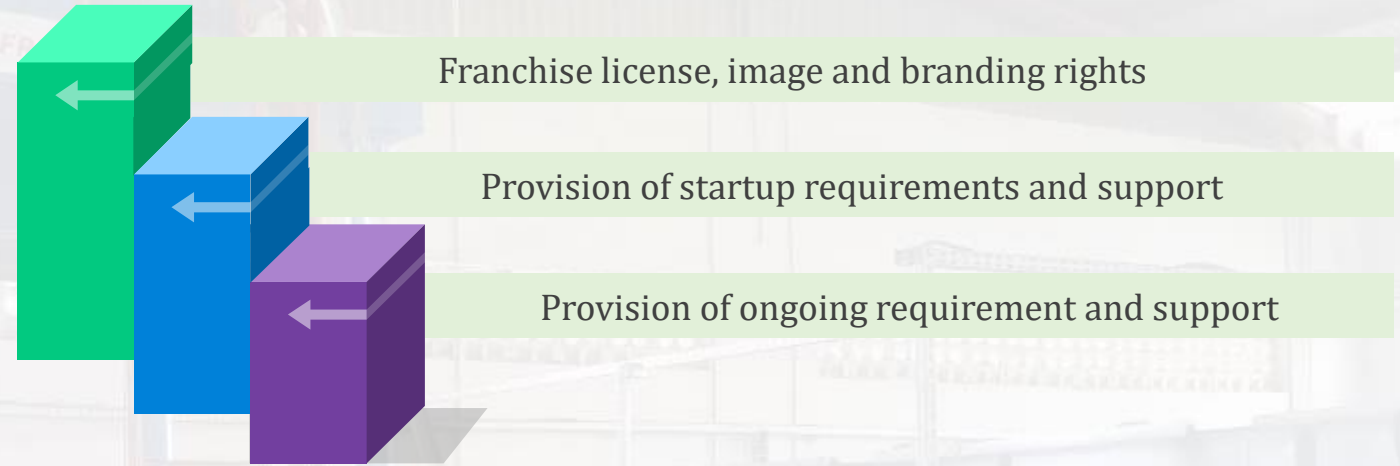 Franchise license, image and branding rights
Provision of startup requirements and support
Provision of ongoing requirement and support